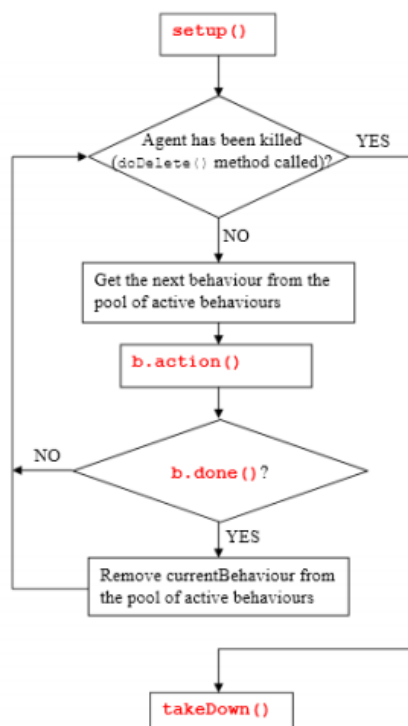 setup()
Agent has been killed
(doDelete() method called)?
YES
NO
Get the next behaviour from the
pool of active behaviours
b.action()
NO
b.done()?
YES
Remove currentBehaviour from
the pool of active behaviours
takeDown()